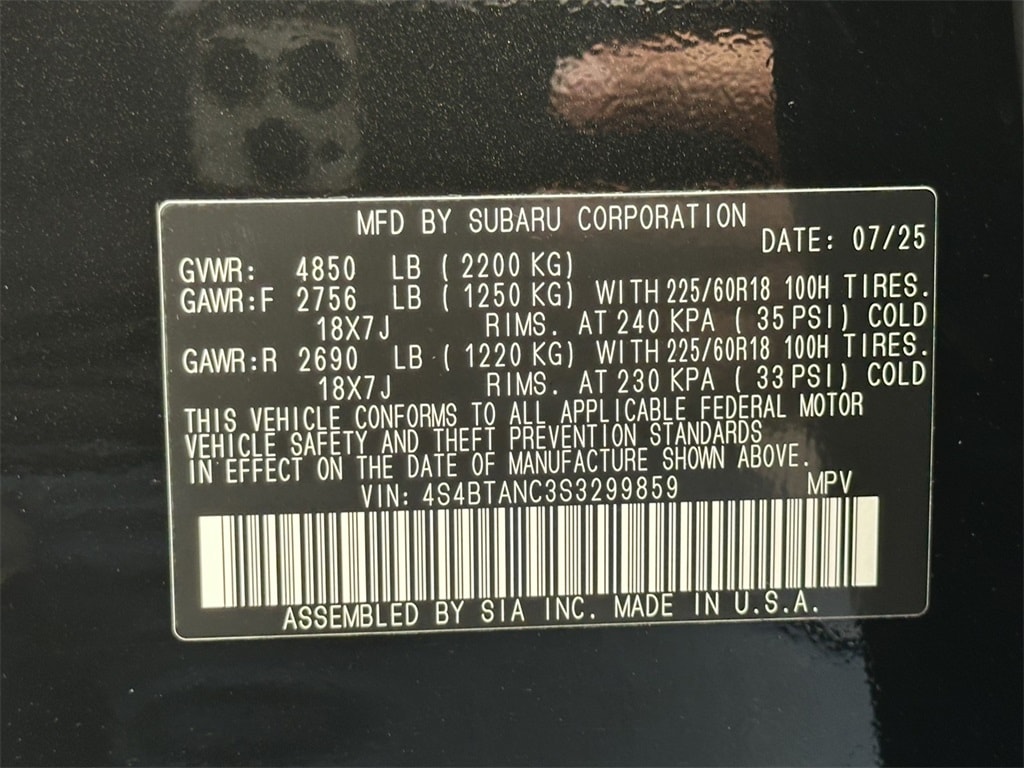 MFD BY SUBARU CORPORATION
DATE: 07/25
GVWR: 4850 LB ( 2200 KG)
GAWR:F 2756 LB ( 1250 KG) WITH 225/60R18 100H TIRES.
18X7J RIMS. AT 240 KPA ( 35 PSI) COLD
GAWR:R 2690 LB ( 1220 KG) WITH 225/60R18 100H TIRES.
18X7J RIMS. AT 230 KPA ( 33 PSI) COLD
THIS VEHICLE CONFORMS TO ALL APPLICABLE FEDERAL MOTOR
VEHICLE SAFETY AND THEFT PREVENTION STANDARDS
IN EFFECT ON THE DATE OF MANUFACTURE SHOWN ABOVE.
VIN: 4S4BTANC3S3299859 MPV
ASSEMBLED BY SIA INC. MADE IN U.S.A.